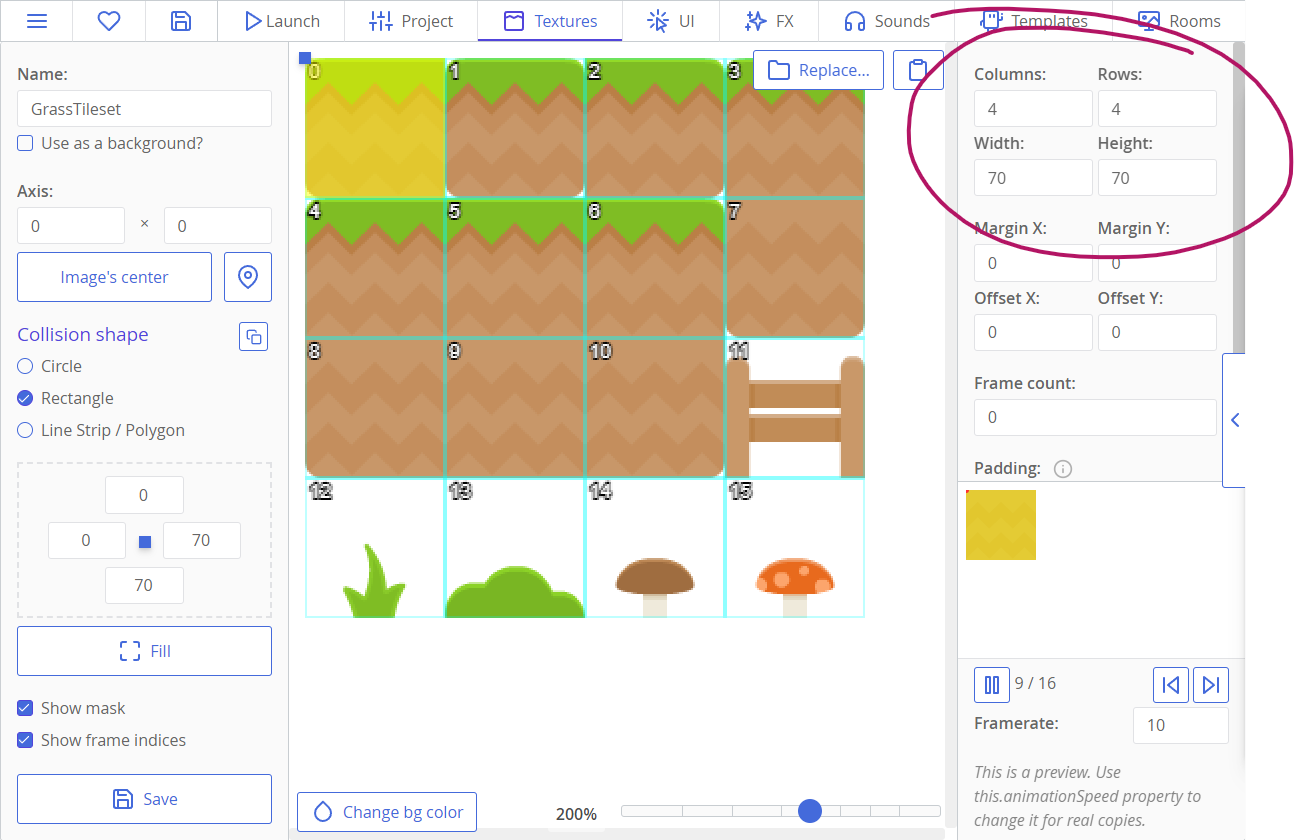 Launch Project Textures UI FX Sounds Templates Rooms
Name:
GrassTileset
Use as a background?
Axis:
0 × 0
Image's center
Collision shape
Circle
Rectangle
Line Strip / Polygon
0
0 70
70
Fill
Show mask
Show frame indices
Save
Replace...
0 1 2 3
4 5 6 7
8 9 10 11
12 13 14 15
Change bg color
200%
Columns: Rows:
4 4
Width: Height:
70 70
Margin X: Margin Y:
0 0
Offset X: Offset Y:
0 0
Frame count:
0
Padding:
9 / 16
Framerate:
10
This is a preview. Use
this.animationSpeed property to
change it for real copies.